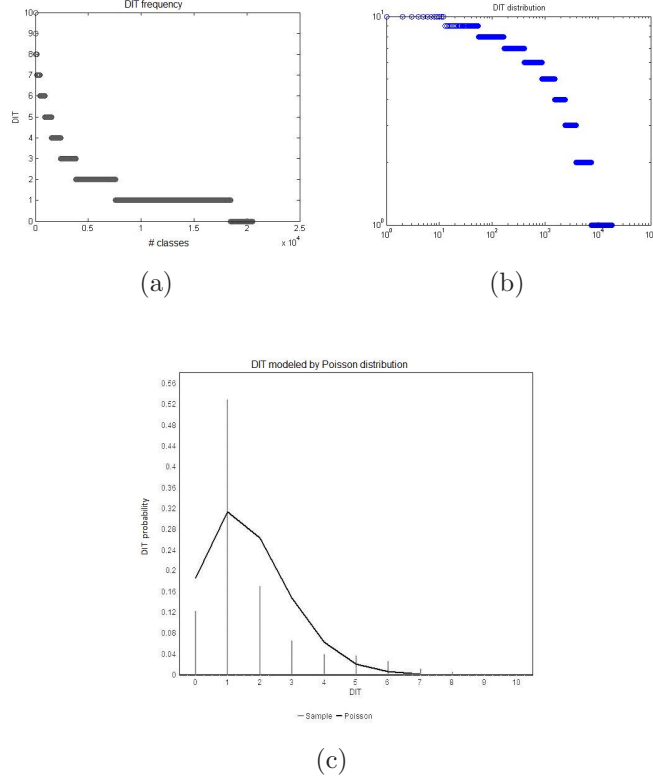 DIT frequency
10
9
8
7
6
5
4
3
2
1
0
DIT
0 0.5 1 1.5 2 2.5
# classes
x 10^4
(a)
DIT distribution
10^1
10^0
10^0 10^1 10^2 10^3 10^4 10^5
(b)
DIT modeled by Poisson distribution
0.56
0.52
0.48
0.44
0.4
0.36
0.32
0.28
0.24
0.2
0.16
0.12
0.08
0.04
0
DIT probability
0 1 2 3 4 5 6 7 8 9 10
DIT
Sample Poisson
(c)